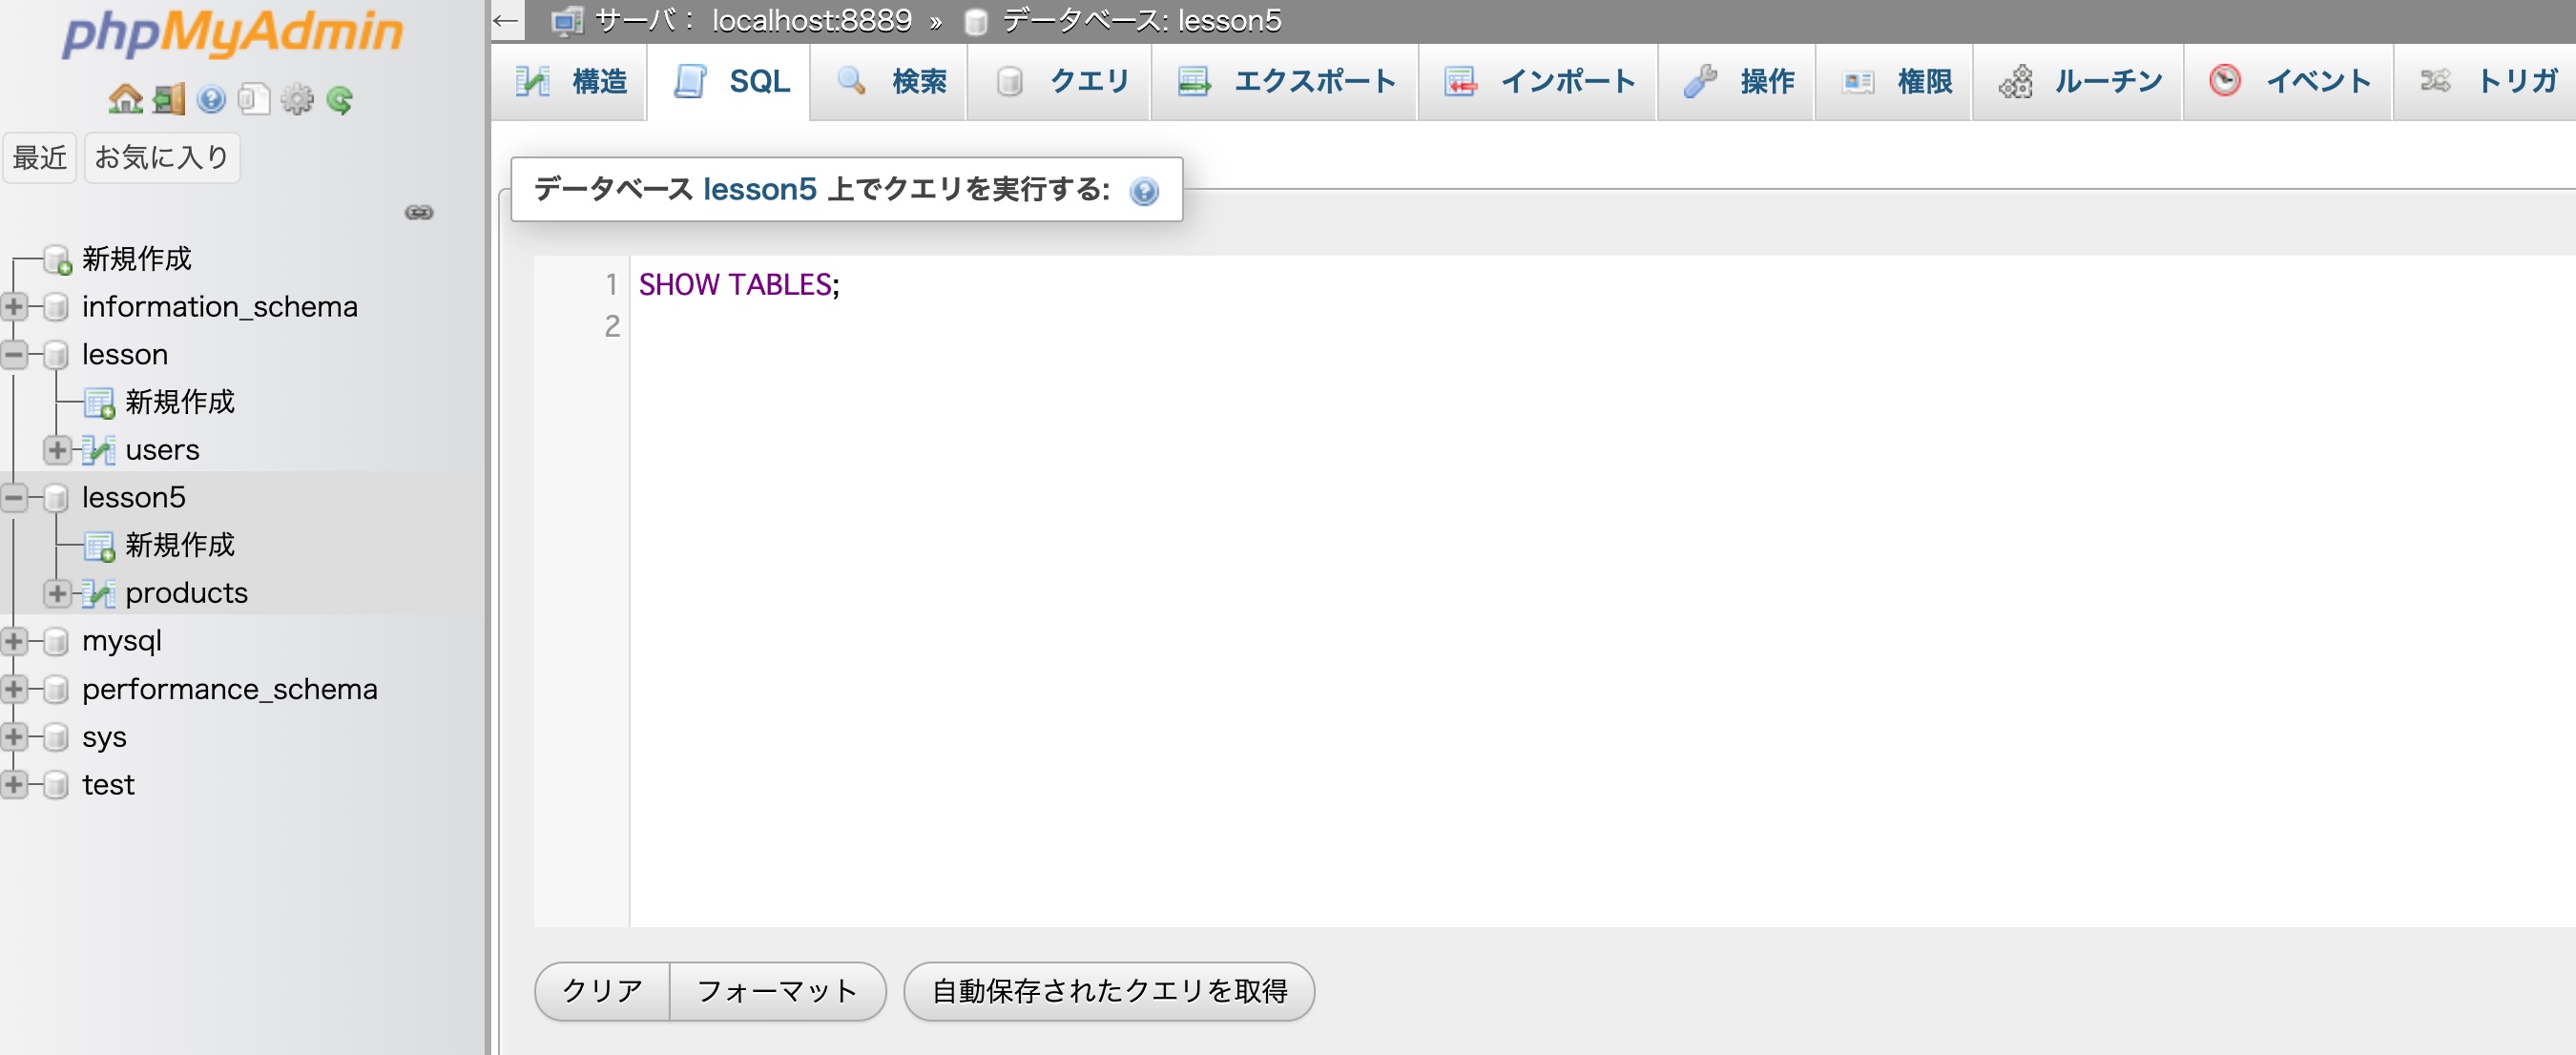 phpMyAdmin
最近 お気に入り
新規作成
information_schema
lesson
新規作成
users
lesson5
新規作成
products
mysql
performance_schema
sys
test
← サーバ： localhost:8889 » データベース: lesson5
構造 SQL 検索 クエリ エクスポート インポート 操作 権限 ルーチン イベント トリガ
データベース lesson5 上でクエリを実行する:
1 SHOW TABLES;
2
クリア フォーマット 自動保存されたクエリを取得